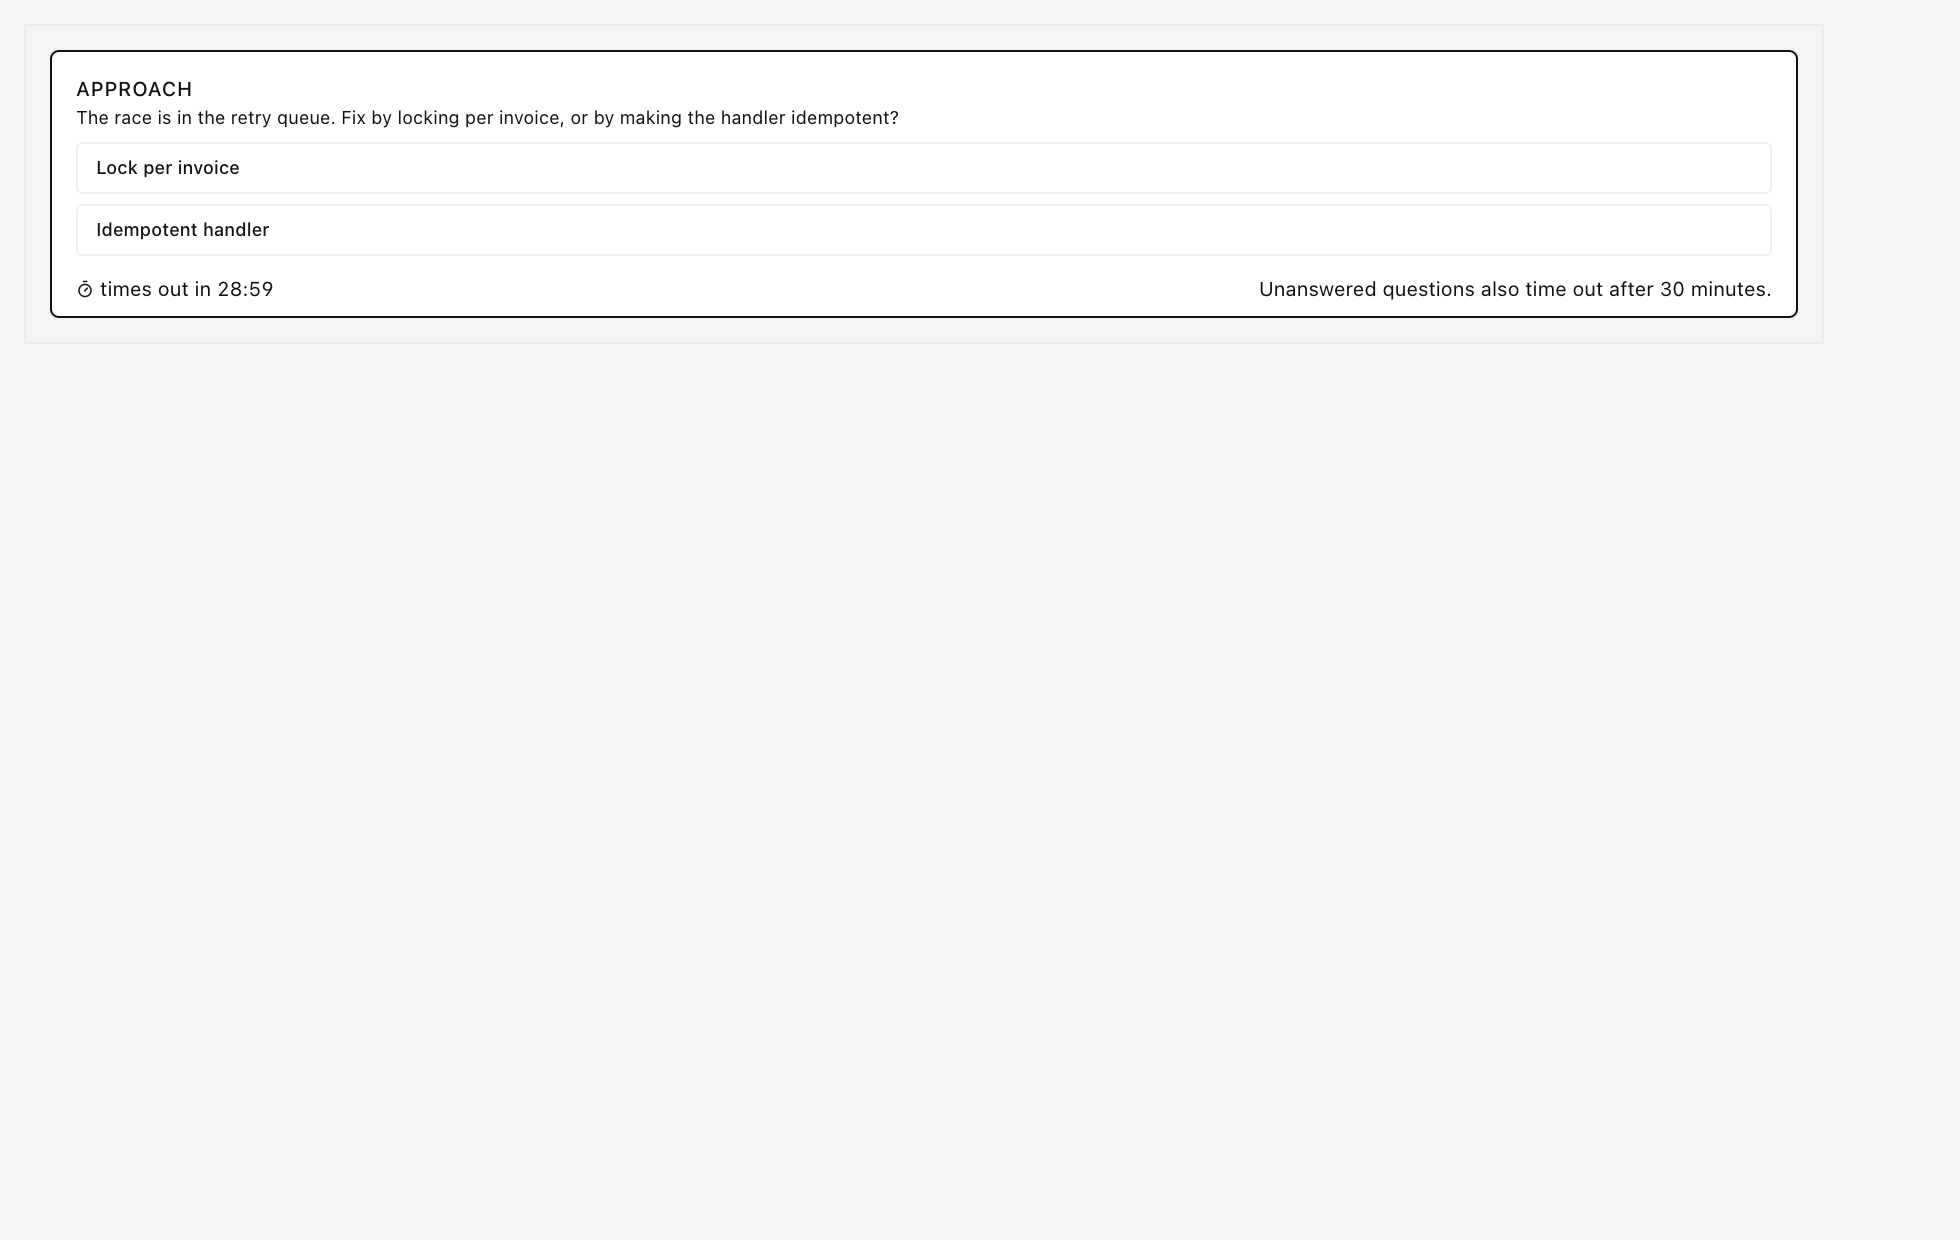 APPROACH
The race is in the retry queue. Fix by locking per invoice, or by making the handler idempotent?
Lock per invoice
Idempotent handler
times out in 28:59
Unanswered questions also time out after 30 minutes.